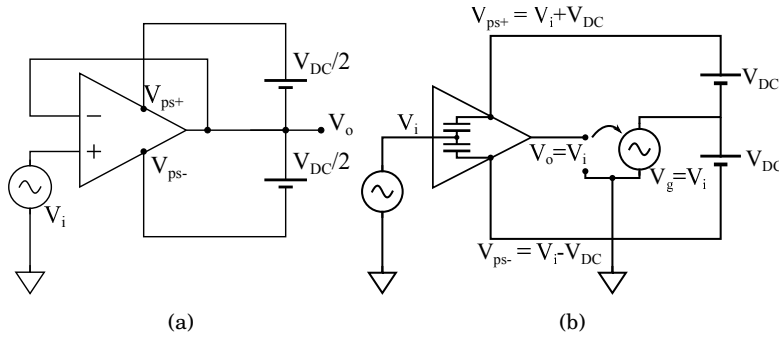 V_DC/2
V_ps+
−
+
V_o
V_DC/2
V_ps-
V_i
(a)
V_ps+ = V_i+V_DC
V_DC
V_i
V_o=V_i
V_g=V_i
V_DC
V_ps- = V_i-V_DC
(b)